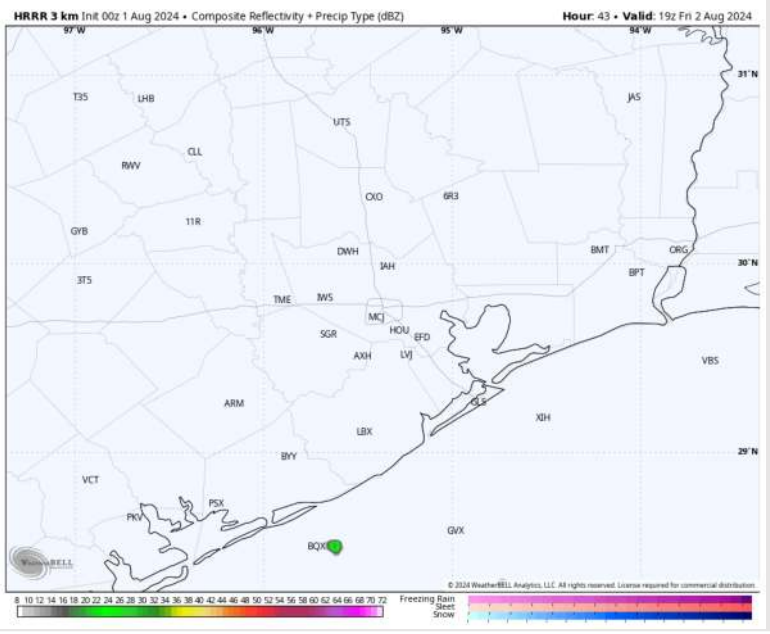 HRRR 3 km Init 00z 1 Aug 2024 • Composite Reflectivity + Precip Type (dBZ) Hour: 43 • Valid: 19z Fri 2 Aug 2024
97°W 96°W 95°W 94°W
31°N
T35 LHB JAS
UTS
CLL
RWV
CXO 6R3
11R
GYB
DWH BMT ORG
IAH 30°N
BPT
3T5
TME IWS
MCJ
SGR HOU EFD
AXH LVJ VBS
ARM GLS
XIH
LBX
BYY 29°N
VCT
PSX
PKV
GVX
BQX
WeatherBELL
© 2024 WeatherBELL Analytics, LLC. All rights reserved. License required for commercial distribution.
8 10 12 14 16 18 20 22 24 26 28 30 32 34 36 38 40 42 44 46 48 50 52 54 56 58 60 62 64 66 68 70 72
Freezing Rain
Sleet
Snow